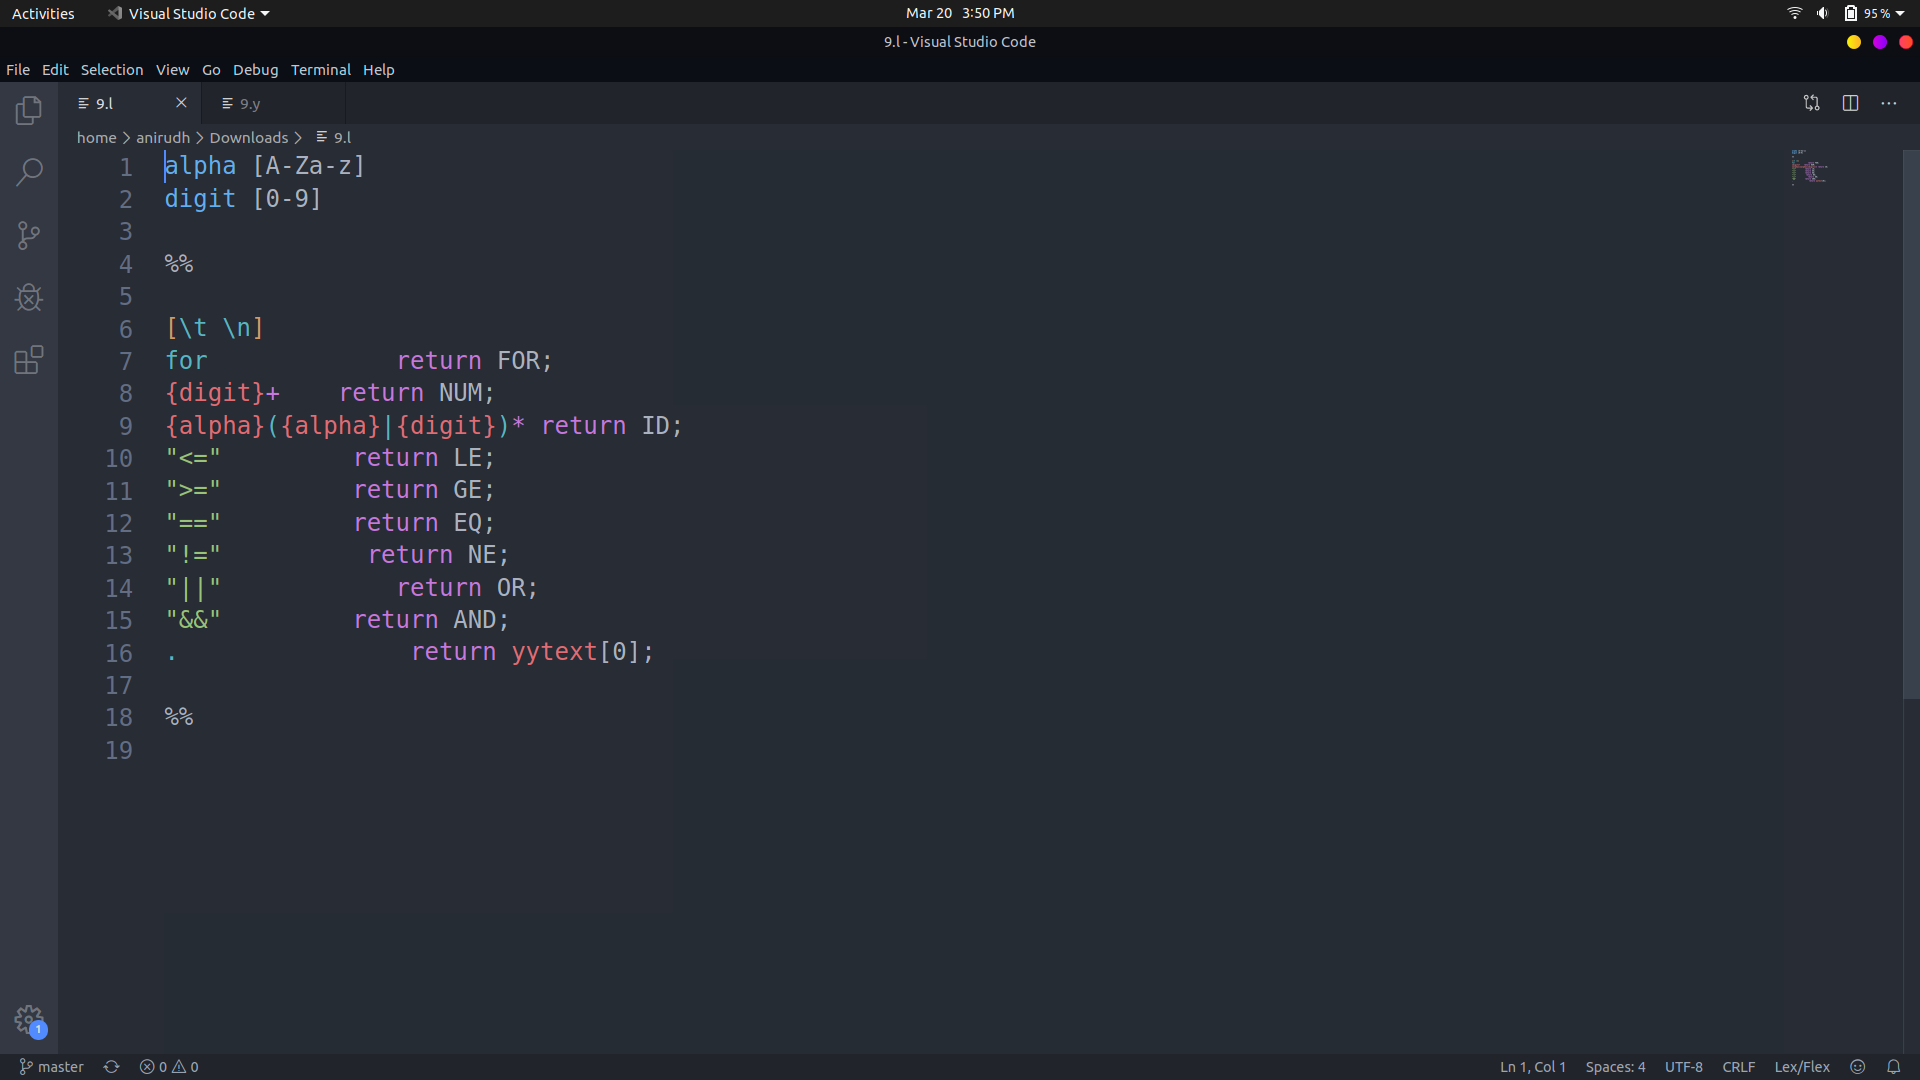 Activities Visual Studio Code Mar 20 3:50 PM 95 %
9.l - Visual Studio Code
File Edit Selection View Go Debug Terminal Help
9.l 9.y
home > anirudh > Downloads > 9.l
1 alpha [A-Za-z]
2 digit [0-9]
3
4 %%
5
6 [\t \n]
7 for return FOR;
8 {digit}+ return NUM;
9 {alpha}({alpha}|{digit})* return ID;
10 "<=" return LE;
11 ">=" return GE;
12 "==" return EQ;
13 "!=" return NE;
14 "||" return OR;
15 "&&" return AND;
16 . return yytext[0];
17
18 %%
19
1
master 0 0 Ln 1, Col 1 Spaces: 4 UTF-8 CRLF Lex/Flex